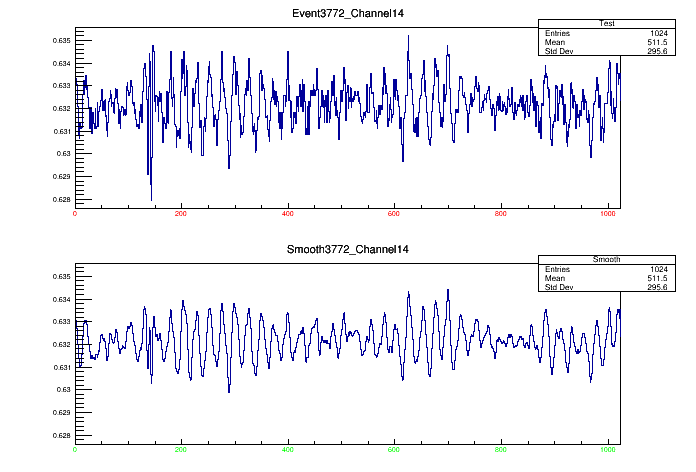 Event3772_Channel14
Test
Entries 1024
Mean 511.5
Std Dev 295.6
0.635
0.634
0.633
0.632
0.631
0.63
0.629
0.628
0 200 400 600 800 1000
Smooth3772_Channel14
Smooth
Entries 1024
Mean 511.5
Std Dev 295.6
0.635
0.634
0.633
0.632
0.631
0.63
0.629
0.628
0 200 400 600 800 1000